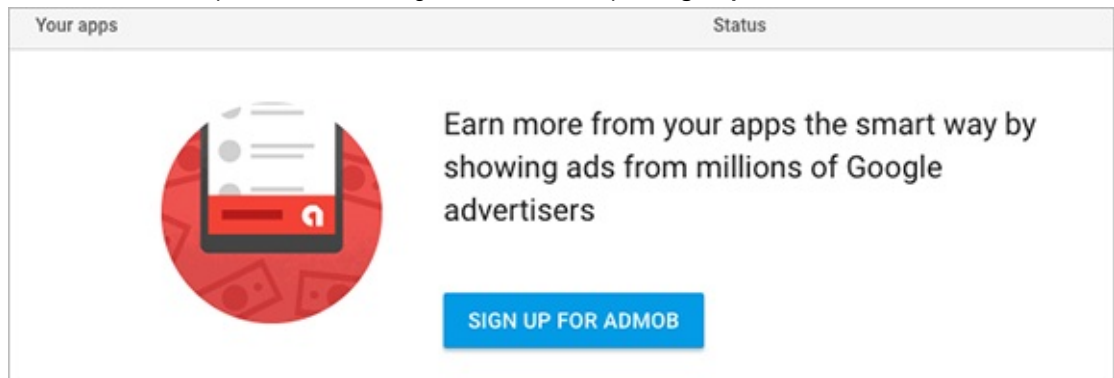 Your apps Status
Earn more from your apps the smart way by
showing ads from millions of Google
advertisers
SIGN UP FOR ADMOB